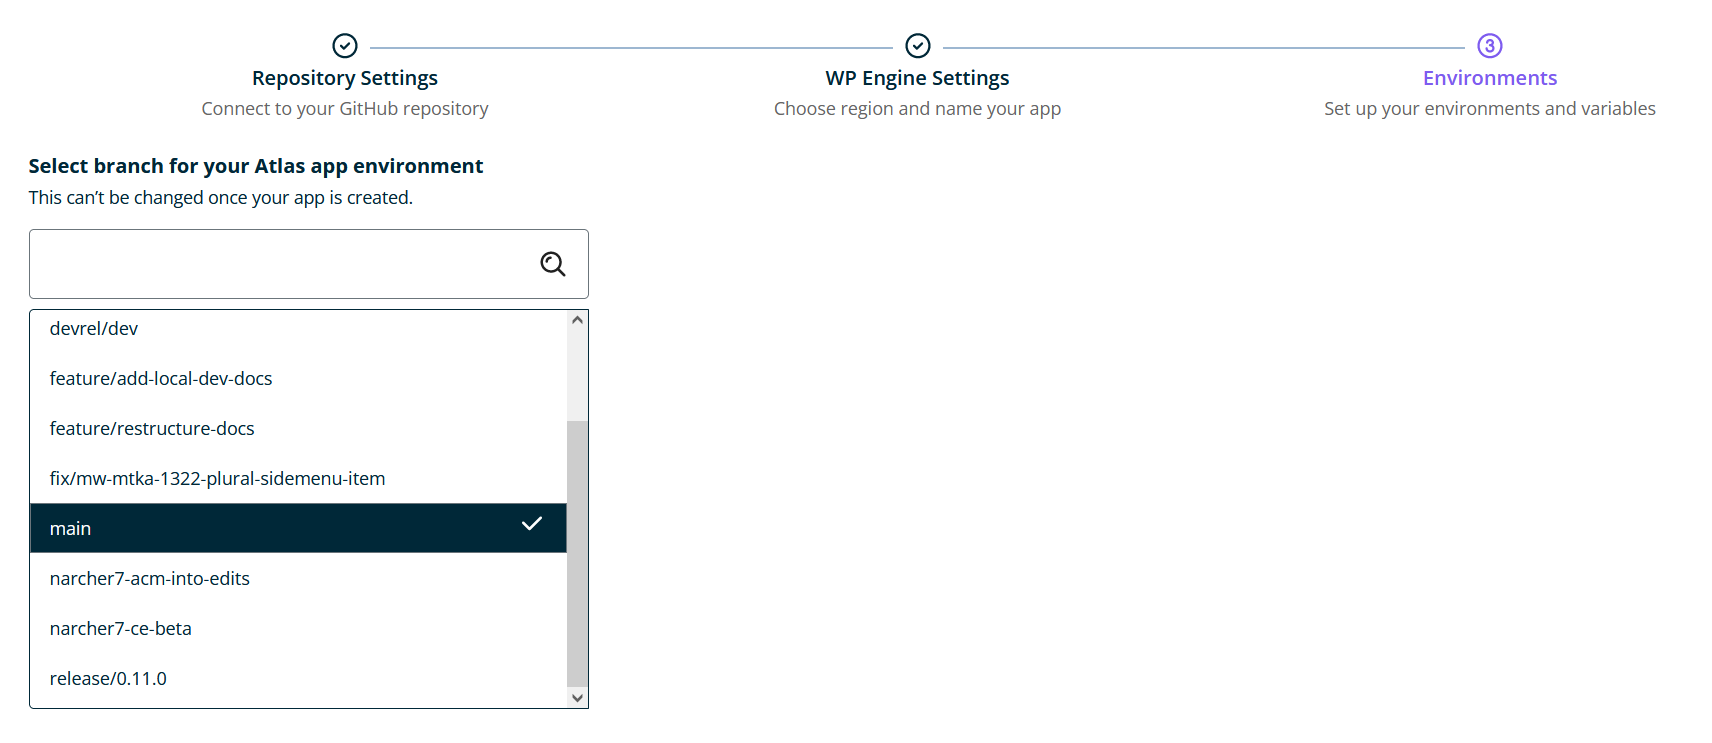 3
Repository Settings
WP Engine Settings
Environments
Connect to your GitHub repository
Choose region and name your app
Set up your environments and variables
Select branch for your Atlas app environment
This can’t be changed once your app is created.
devrel/dev
feature/add-local-dev-docs
feature/restructure-docs
fix/mw-mtka-1322-plural-sidemenu-item
main
narcher7-acm-into-edits
narcher7-ce-beta
release/0.11.0